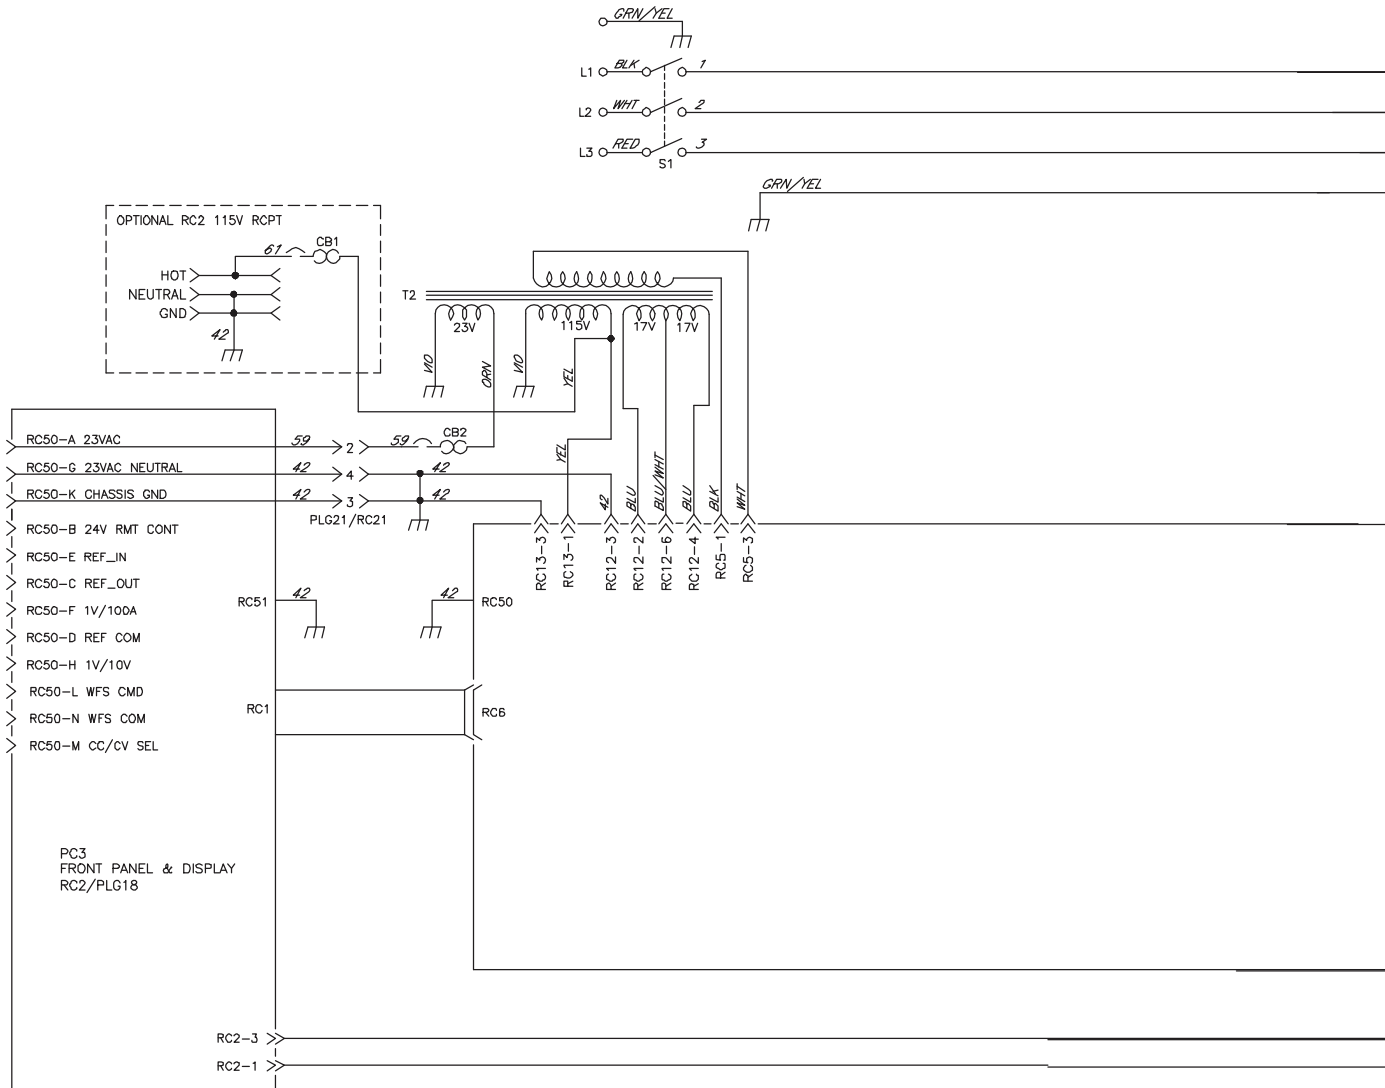 GRN/YEL
L1 BLK 1
L2 WHT 2
L3 RED 3
S1
GRN/YEL
OPTIONAL RC2 115V RCPT
61 CB1
HOT
NEUTRAL
GND
42
T2
23V 115V 17V 17V
VIO ORN VIO YEL
RC50-A 23VAC 59 2 59 CB2
RC50-G 23VAC NEUTRAL 42 4 42
RC50-K CHASSIS GND 42 3 42
PLG21/RC21
YEL 42 BLU BLU/WHT BLU BLK WHT
RC13-3 RC13-1 RC12-3 RC12-2 RC12-6 RC12-4 RC5-1 RC5-3
RC50-B 24V RMT CONT
RC50-E REF_IN
RC50-C REF_OUT
RC50-F 1V/100A
RC50-D REF COM
RC50-H 1V/10V
RC50-L WFS CMD
RC50-N WFS COM
RC50-M CC/CV SEL
RC51 42 42 RC50
RC1 RC6
PC3
FRONT PANEL & DISPLAY
RC2/PLG18
RC2-3
RC2-1